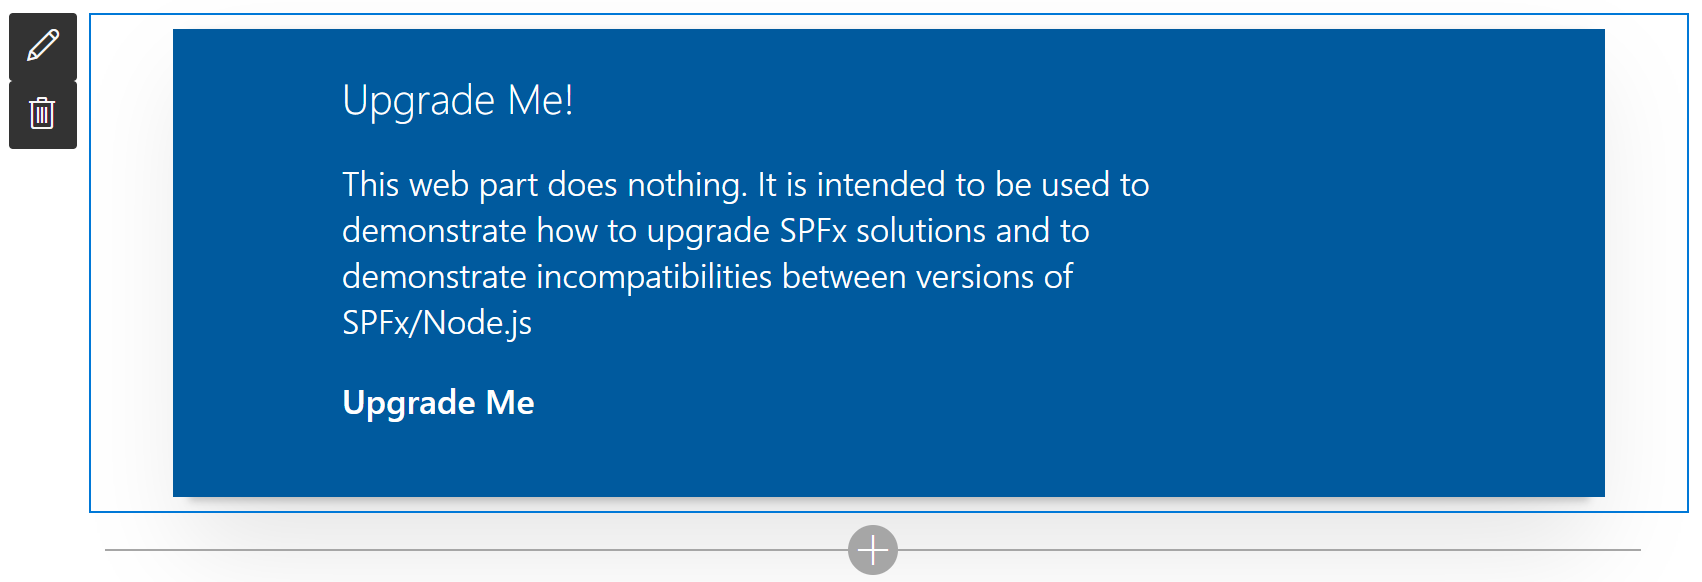 Upgrade Me!
This web part does nothing. It is intended to be used to
demonstrate how to upgrade SPFx solutions and to
demonstrate incompatibilities between versions of
SPFx/Node.js
Upgrade Me